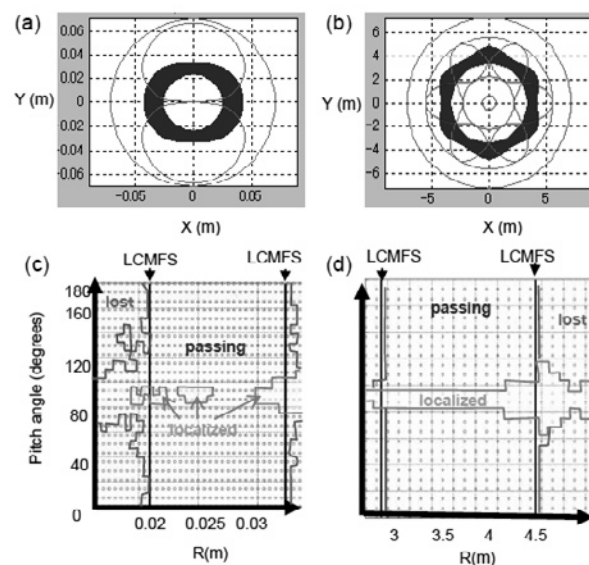 (a)
0.06
0.04
0.02
Y (m) 0
0.02
0.04
0.06
-0.05 0 0.05
X (m)
(b)
6
4
2
Y (m) 0
-2
-4
-6
-5 0 5
X (m)
(c)
LCMFS LCMFS
180
160
120
80
40
0
Pitch angle (degrees)
lost
passing
localized
0.02 0.025 0.03
R(m)
(d)
LCMFS LCMFS
passing
lost
localized
3 3.5 4 4.5
R(m)